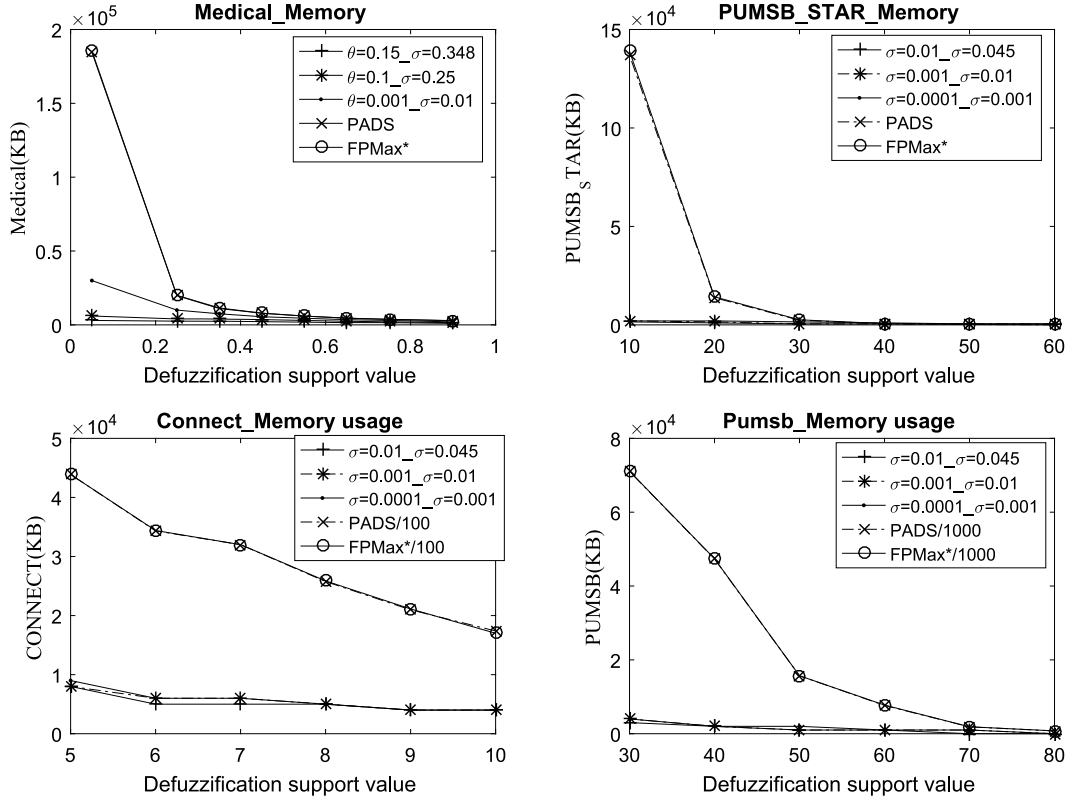 Medical_Memory
×10^5
2
1.5
1
0.5
0
Medical(KB)
0 0.2 0.4 0.6 0.8 1
Defuzzification support value
θ=0.15_σ=0.348
θ=0.1_σ=0.25
θ=0.001_σ=0.01
PADS
FPMax*
PUMSB_STAR_Memory
×10^4
15
10
5
0
PUMSB_STAR(KB)
10 20 30 40 50 60
Defuzzification support value
σ=0.01_σ=0.045
σ=0.001_σ=0.01
σ=0.0001_σ=0.001
PADS
FPMax*
Connect_Memory usage
×10^4
5
4
3
2
1
0
CONNECT(KB)
5 6 7 8 9 10
Defuzzification support value
σ=0.01_σ=0.045
σ=0.001_σ=0.01
σ=0.0001_σ=0.001
PADS/100
FPMax*/100
Pumsb_Memory usage
×10^4
8
6
4
2
0
PUMSB(KB)
30 40 50 60 70 80
Defuzzification support value
σ=0.01_σ=0.045
σ=0.001_σ=0.01
σ=0.0001_σ=0.001
PADS/1000
FPMax*/1000